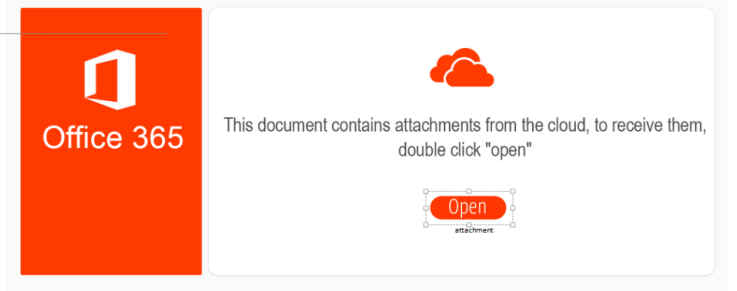 Office 365
This document contains attachments from the cloud, to receive them,
double click "open"
Open
attachment